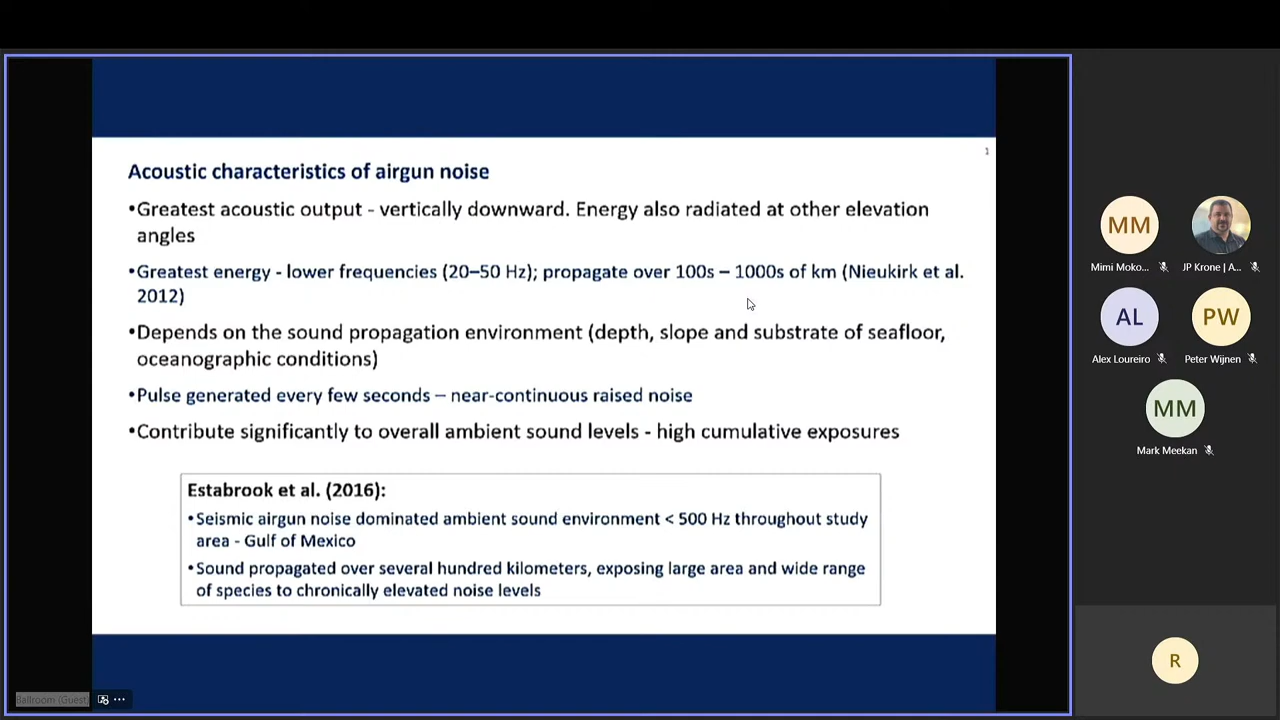 1
Acoustic characteristics of airgun noise
•Greatest acoustic output - vertically downward. Energy also radiated at other elevation
angles
•Greatest energy - lower frequencies (20–50 Hz); propagate over 100s – 1000s of km (Nieukirk et al.
2012)
•Depends on the sound propagation environment (depth, slope and substrate of seafloor,
oceanographic conditions)
•Pulse generated every few seconds – near-continuous raised noise
•Contribute significantly to overall ambient sound levels - high cumulative exposures
Estabrook et al. (2016):
•Seismic airgun noise dominated ambient sound environment < 500 Hz throughout study
area - Gulf of Mexico
•Sound propagated over several hundred kilometers, exposing large area and wide range
of species to chronically elevated noise levels
Ballroom (Guest)
MM
Mimi Moko...
JP Krone | A...
AL
Alex Loureiro
PW
Peter Wijnen
MM
Mark Meekan
R